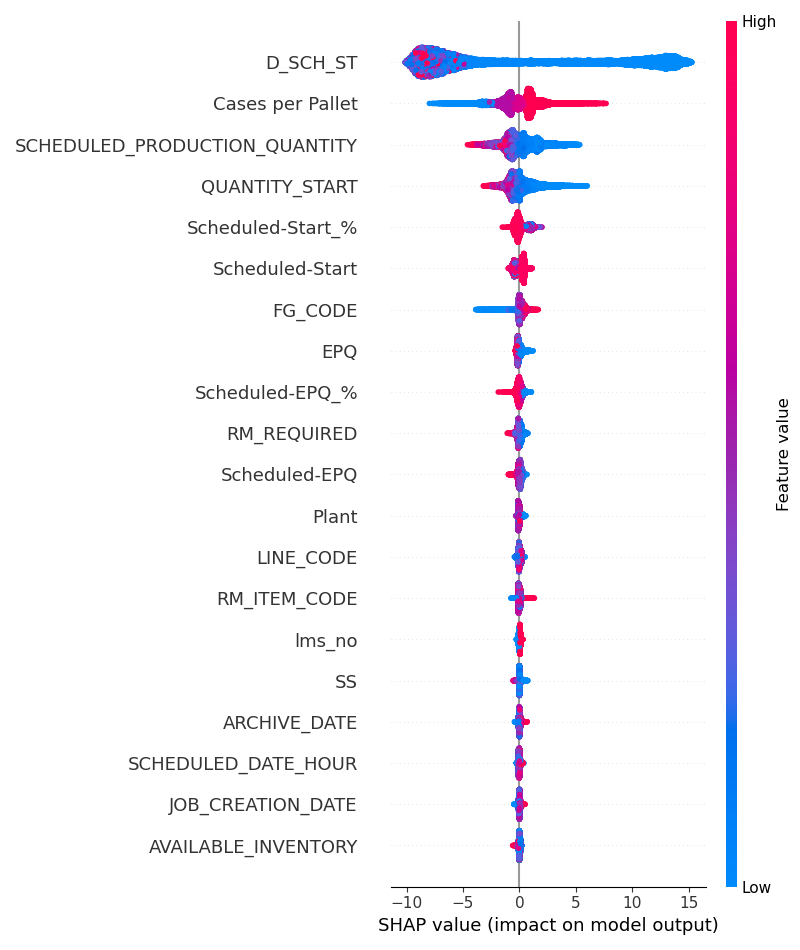 High
D_SCH_ST
Cases per Pallet
SCHEDULED_PRODUCTION_QUANTITY
QUANTITY_START
Scheduled-Start_%
Scheduled-Start
FG_CODE
EPQ
Scheduled-EPQ_%
RM_REQUIRED
Scheduled-EPQ
Plant
LINE_CODE
RM_ITEM_CODE
lms_no
SS
ARCHIVE_DATE
SCHEDULED_DATE_HOUR
JOB_CREATION_DATE
AVAILABLE_INVENTORY
Feature value
Low
−10 −5 0 5 10 15
SHAP value (impact on model output)